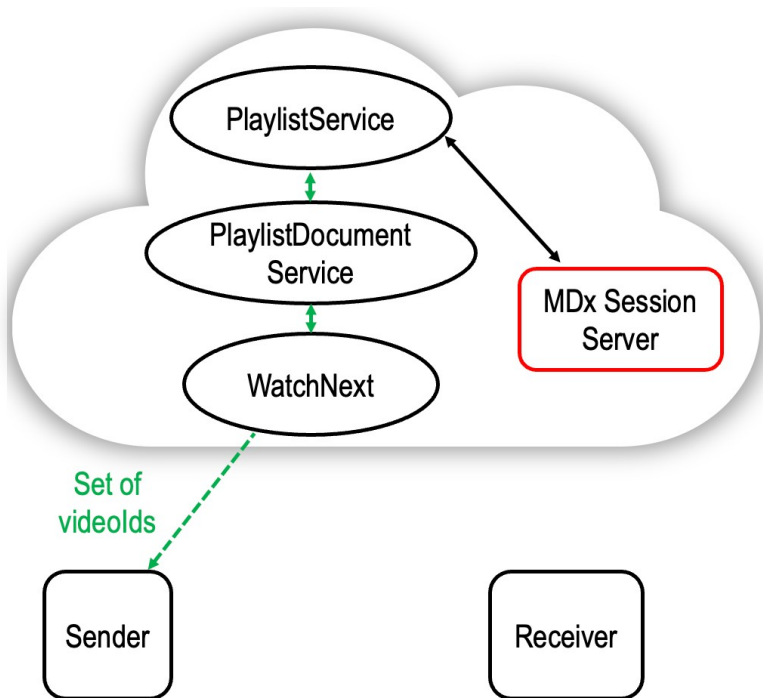 PlaylistService
PlaylistDocument
Service
MDx Session
Server
WatchNext
Set of
videoIds
Sender
Receiver